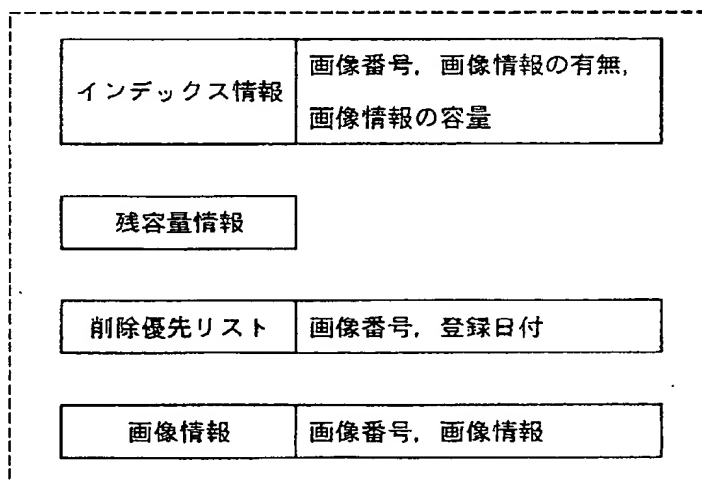 インデックス情報
画像番号，画像情報の有無，
画像情報の容量
残容量情報
削除優先リスト
画像番号，登録日付
画像情報
画像番号，画像情報